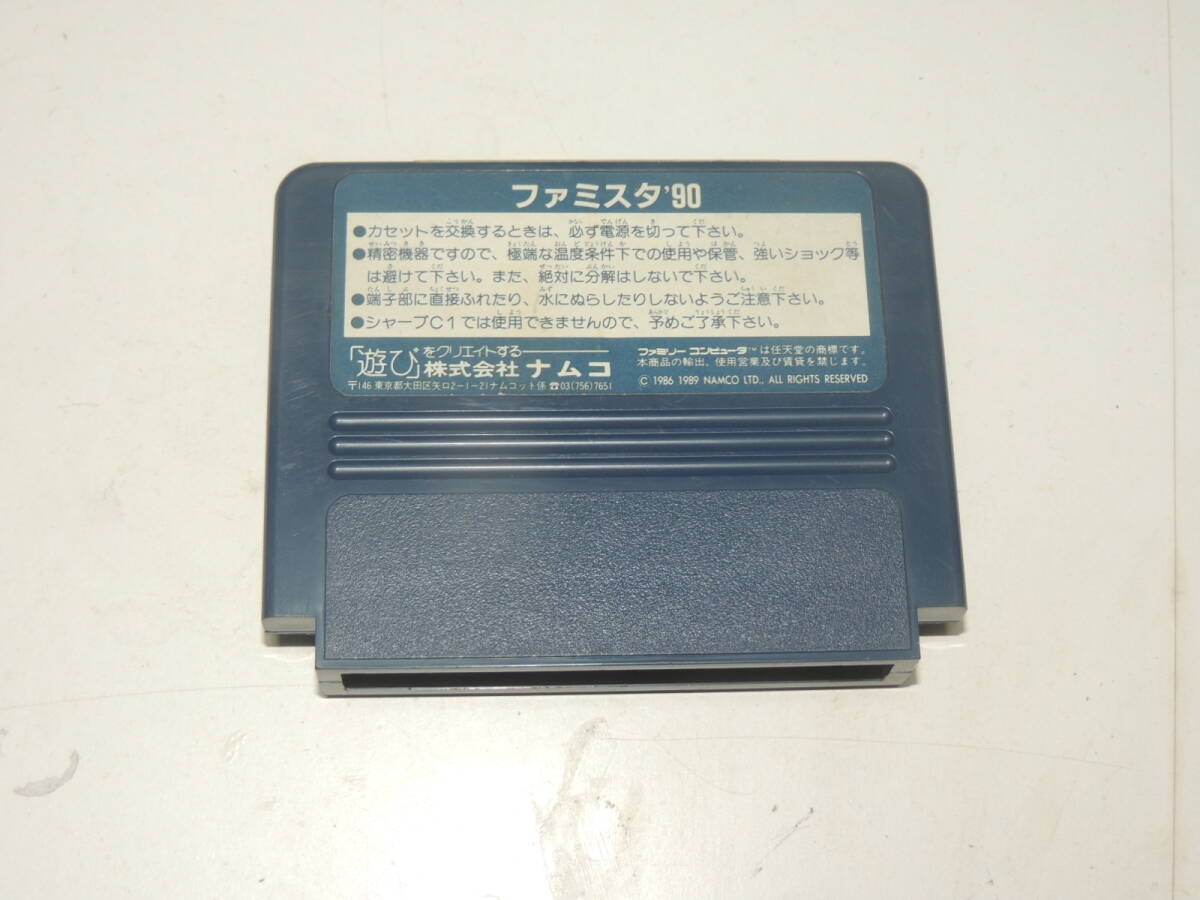 ファミスタ'90
●カセットを交換するときは、必ず電源を切って下さい。
●精密機器ですので、極端な温度条件下での使用や保管、強いショック等
は避けて下さい。また、絶対に分解はしないで下さい。
●端子部に直接ふれたり、水にぬらしたりしないようご注意下さい。
●シャープC1では使用できませんので、予めご了承下さい。
「遊び」をクリエイトする
株式会社ナムコ
〒146 東京都大田区矢口2-1-21ナムコット係 ☎03(756)7651
ファミリーコンピュータ™は任天堂の商標です。
本商品の輸出、使用営業及び賃貸を禁じます。
© 1986 1989 NAMCO LTD., ALL RIGHTS RESERVED